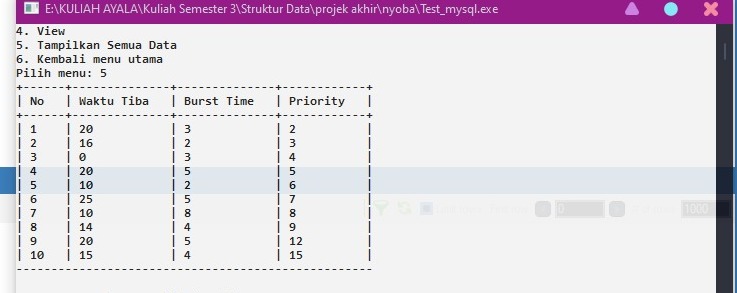 E:\KULIAH AYALA\Kuliah Semester 3\Struktur Data\projek akhir\nyoba\Test_mysql.exe
4. View
5. Tampilkan Semua Data
6. Kembali menu utama
Pilih menu: 5
+------+--------------+--------------+------------+
| No | Waktu Tiba | Burst Time | Priority |
+------+--------------+--------------+------------+
| 1 | 20 | 3 | 2 |
| 2 | 16 | 2 | 3 |
| 3 | 0 | 3 | 4 |
| 4 | 20 | 5 | 5 |
| 5 | 10 | 2 | 6 |
| 6 | 25 | 5 | 7 |
| 7 | 10 | 8 | 8 |
| 8 | 14 | 4 | 9 |
| 9 | 20 | 5 | 12 |
| 10 | 15 | 4 | 15 |
--------------------------------------------------
0 1000